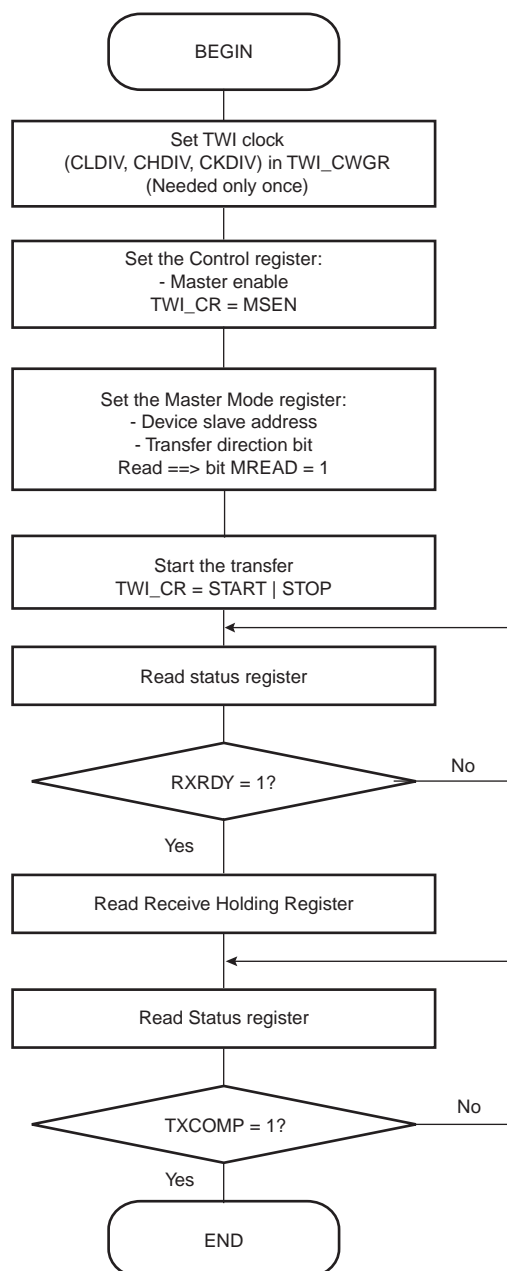 BEGIN
Set TWI clock
(CLDIV, CHDIV, CKDIV) in TWI_CWGR
(Needed only once)
Set the Control register:
- Master enable
TWI_CR = MSEN
Set the Master Mode register:
- Device slave address
- Transfer direction bit
Read ==> bit MREAD = 1
Start the transfer
TWI_CR = START | STOP
Read status register
RXRDY = 1?
No
Yes
Read Receive Holding Register
Read Status register
TXCOMP = 1?
No
Yes
END